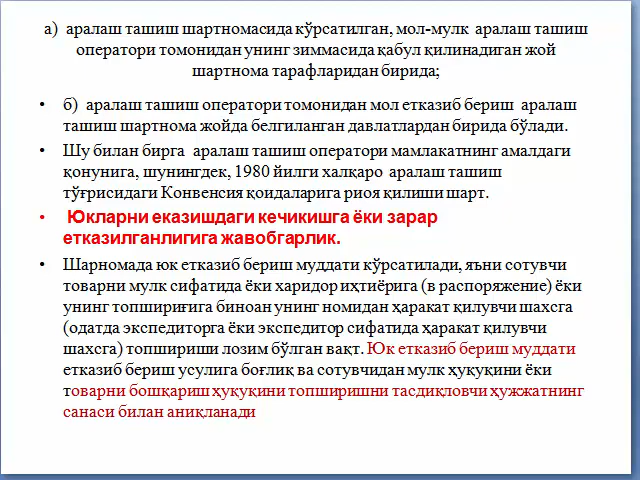 а) аралаш ташиш шартномасида кўрсатилган, мол-мулк аралаш ташиш
оператори томонидан унинг зиммасида қабул қилинадиган жой
шартнома тарафларидан бирида;
• б) аралаш ташиш оператори томонидан мол етказиб бериш аралаш
ташиш шартнома жойда белгиланган давлатлардан бирида бўлади.
• Шу билан бирга аралаш ташиш оператори мамлакатнинг амалдаги
қонунига, шунингдек, 1980 йилги халқаро аралаш ташиш
тўғрисидаги Конвенсия қоидаларига риоя қилиши шарт.
• Юкларни еказишдаги кечикишга ёки зарар
етказилганлигига жавобгарлик.
• Шарномада юк етказиб бериш муддати кўрсатилади, яъни сотувчи
товарни мулк сифатида ёки харидор иҳтиёрига (в распоряжение) ёки
унинг топшириғига биноан унинг номидан ҳаракат қилувчи шахсга
(одатда экспедиторга ёки экспедитор сифатида ҳаракат қилувчи
шахсга) топшириши лозим бўлган вақт. Юк етказиб бериш муддати
етказиб бериш усулига боғлиқ ва сотувчидан мулк ҳуқуқини ёки
товарни бошқариш ҳуқуқини топширишни тасдиқловчи ҳужжатнинг
санаси билан аниқланади